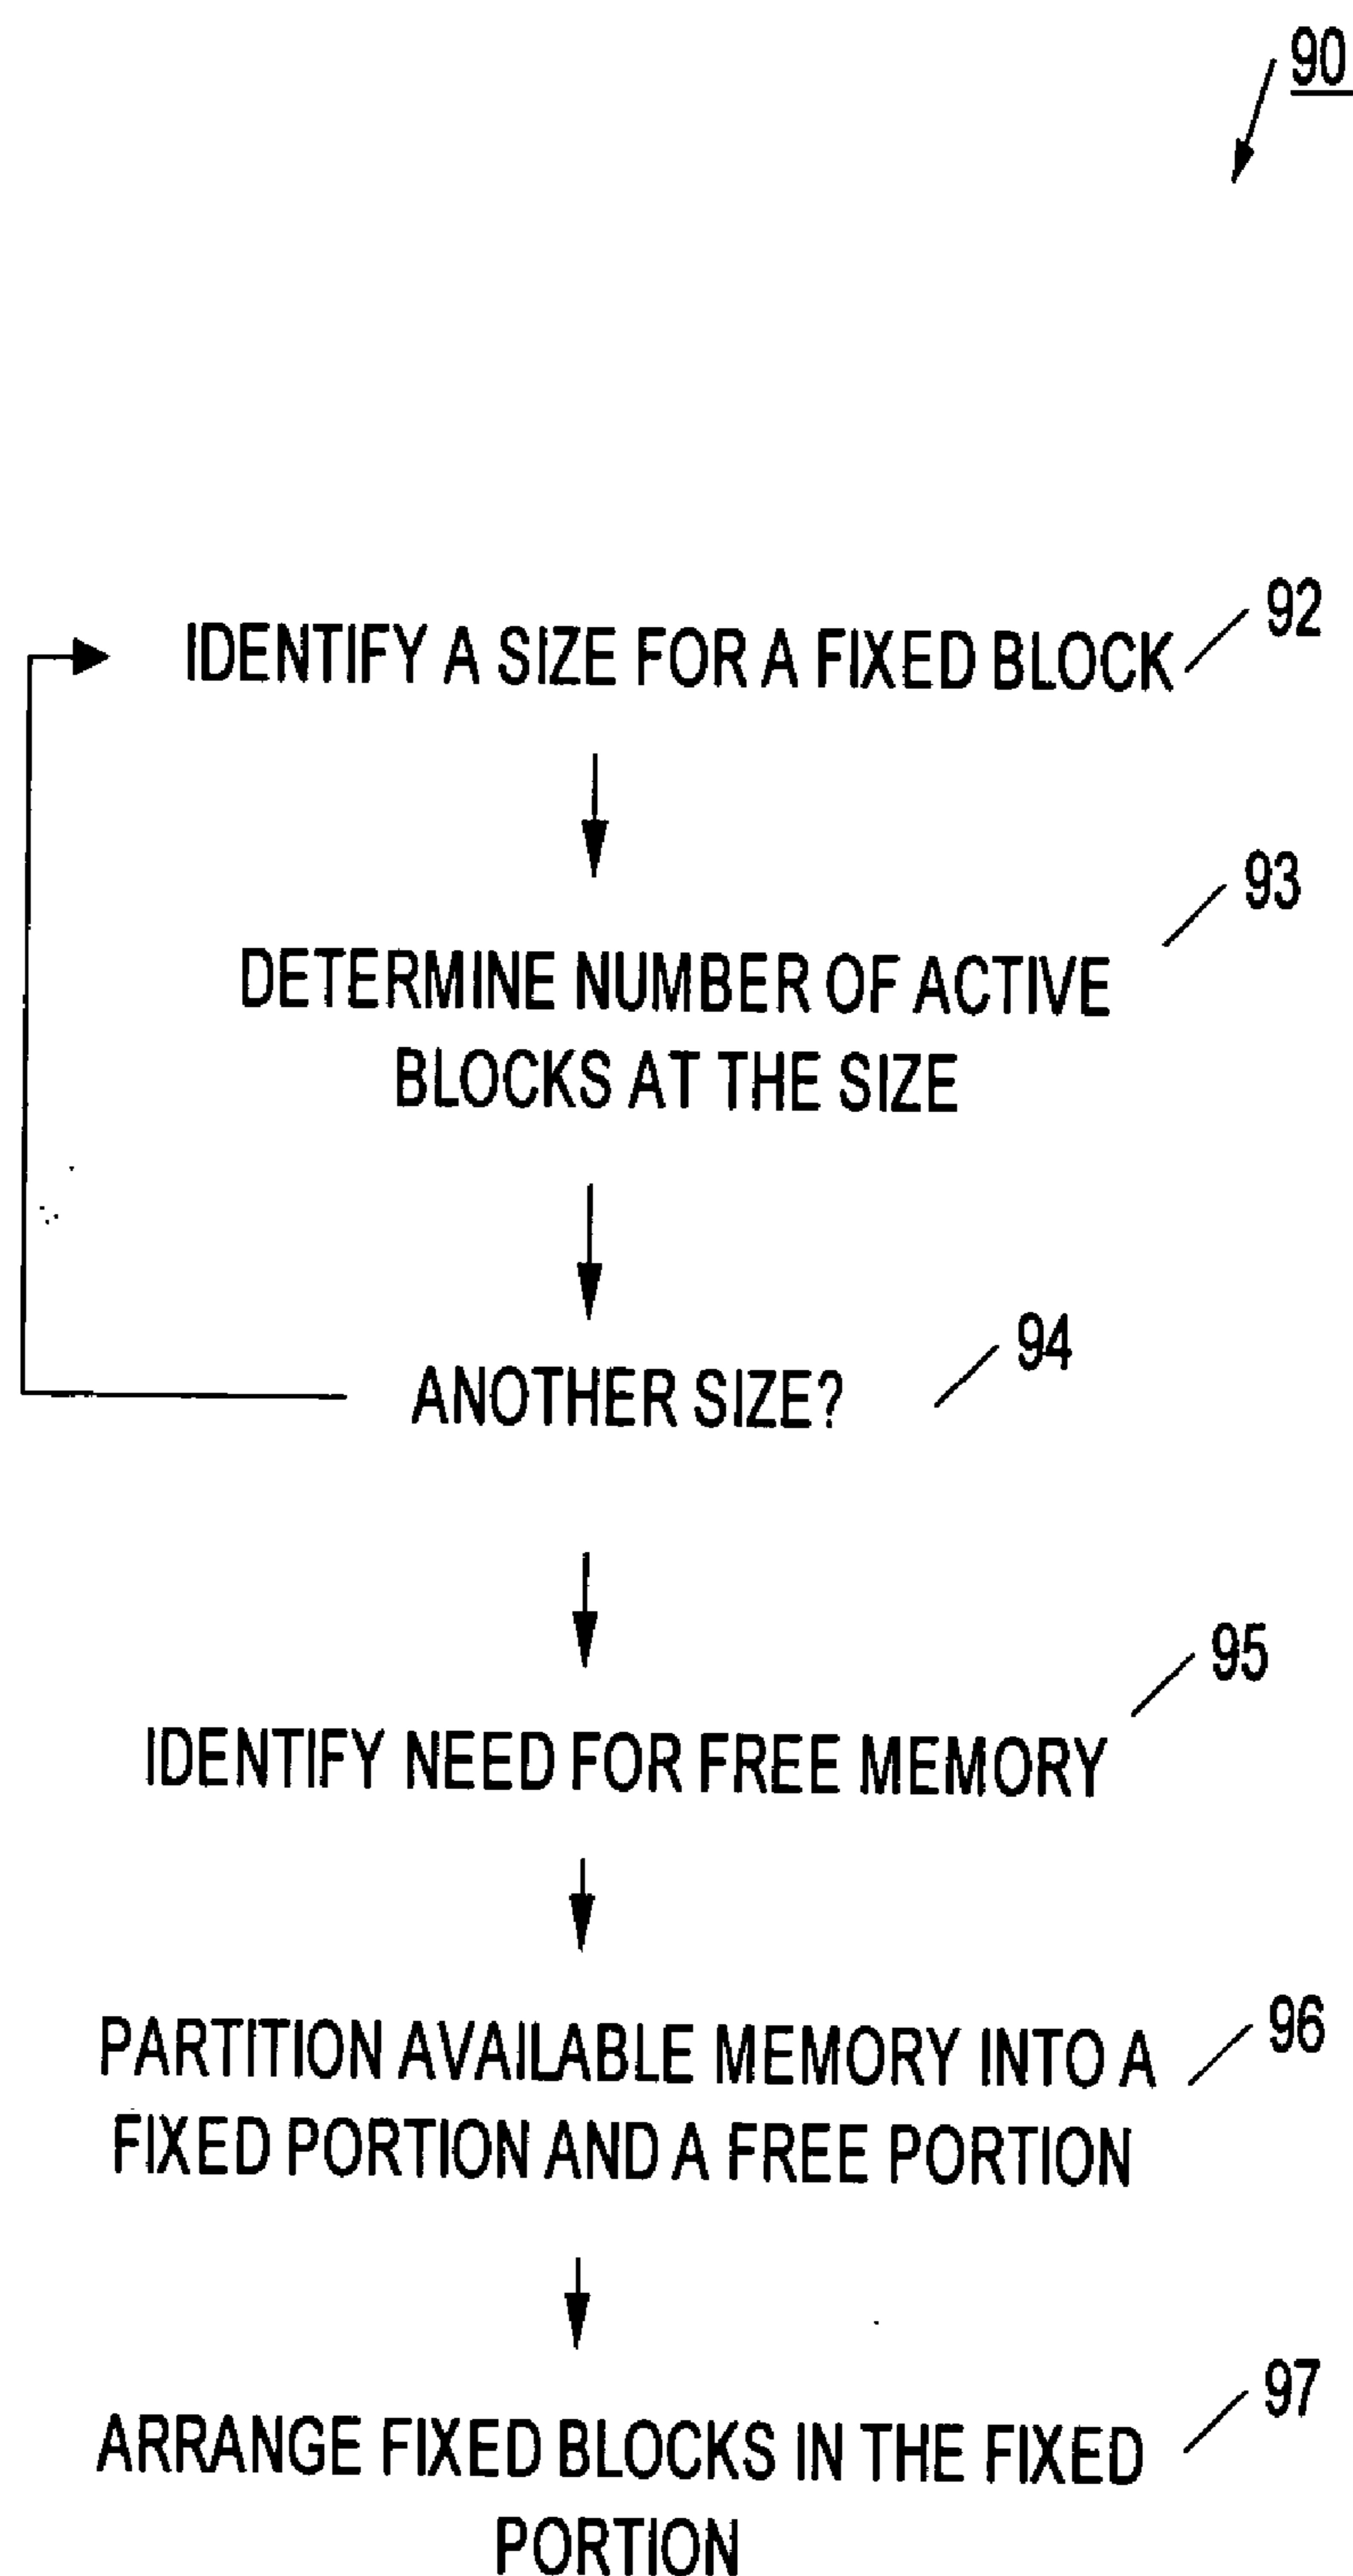 90
IDENTIFY A SIZE FOR A FIXED BLOCK 92
93
DETERMINE NUMBER OF ACTIVE
BLOCKS AT THE SIZE
ANOTHER SIZE? 94
95
IDENTIFY NEED FOR FREE MEMORY
PARTITION AVAILABLE MEMORY INTO A 96
FIXED PORTION AND A FREE PORTION
ARRANGE FIXED BLOCKS IN THE FIXED 97
PORTION